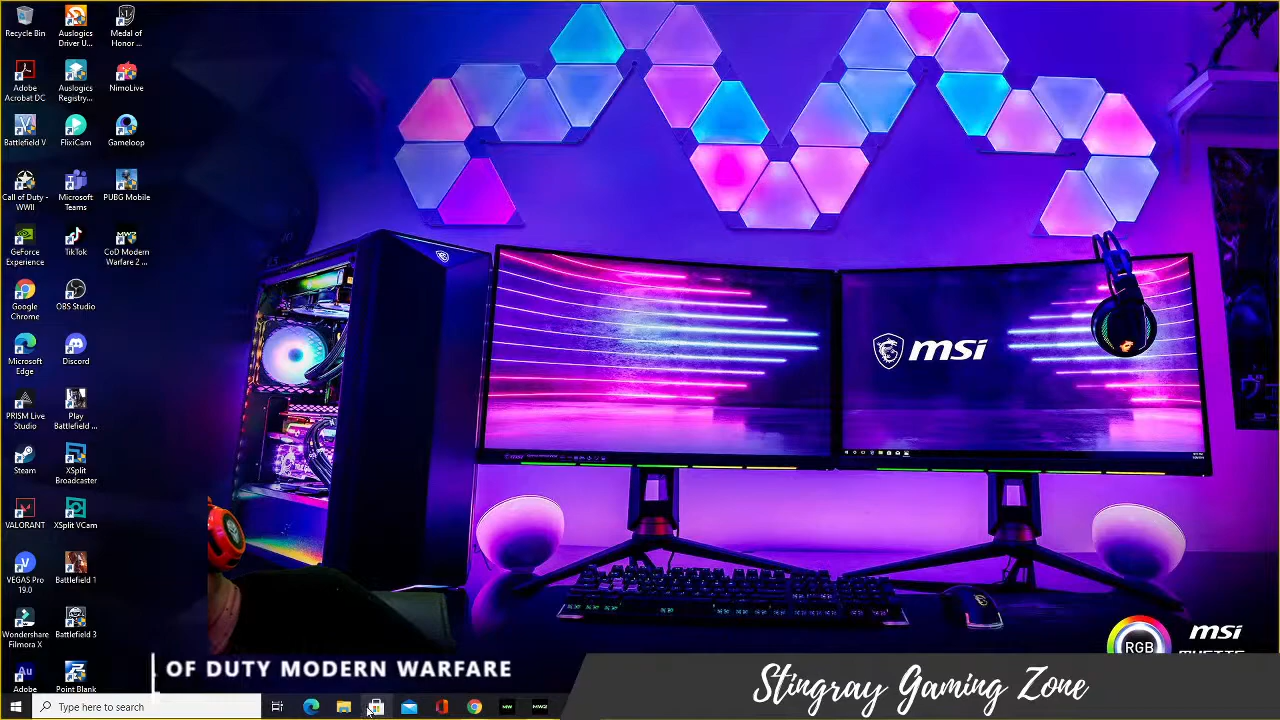 Recycle Bin
Auslogics
Driver U...
Medal of
Honor ...
Adobe
Acrobat DC
Auslogics
Registry...
NimoLive
Battlefield V
FlixiCam
Gameloop
Call of Duty -
WWII
Microsoft
Teams
PUBG Mobile
GeForce
Experience
TikTok
CoD Modern
Warfare 2 ...
Google
Chrome
OBS Studio
Microsoft
Edge
Discord
PRISM Live
Studio
Play
Battlefield ...
Steam
XSplit
Broadcaster
VALORANT
XSplit VCam
VEGAS Pro
19.0
Battlefield 1
Wondershare
Filmora X
Battlefield 3
Au
Adobe
Point Blank
msi
RGB
msi
OF DUTY MODERN WARFARE
Stingray Gaming Zone
Type here to search
MW
MW2